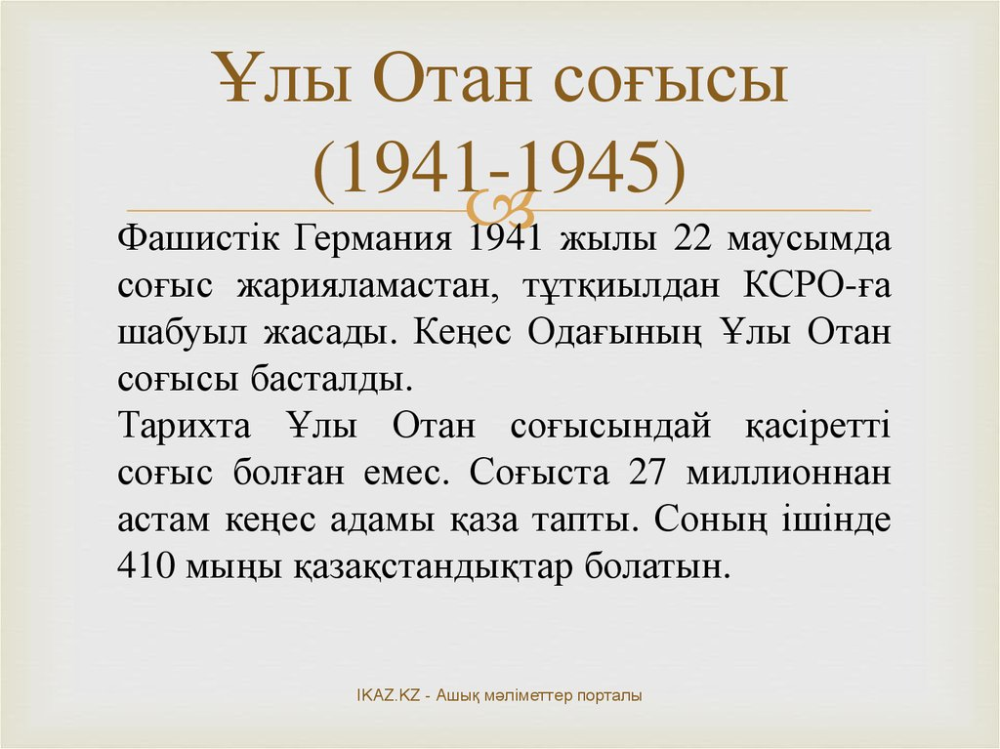 Ұлы Отан соғысы
(1941-1945)
Фашистік Германия 1941 жылы 22 маусымда
соғыс жарияламастан, тұтқиылдан КСРО-ға
шабуыл жасады. Кеңес Одағының Ұлы Отан
соғысы басталды.
Тарихта Ұлы Отан соғысындай қасіретті
соғыс болған емес. Соғыста 27 миллионнан
астам кеңес адамы қаза тапты. Соның ішінде
410 мыңы қазақстандықтар болатын.
IKAZ.KZ - Ашық мәліметтер порталы